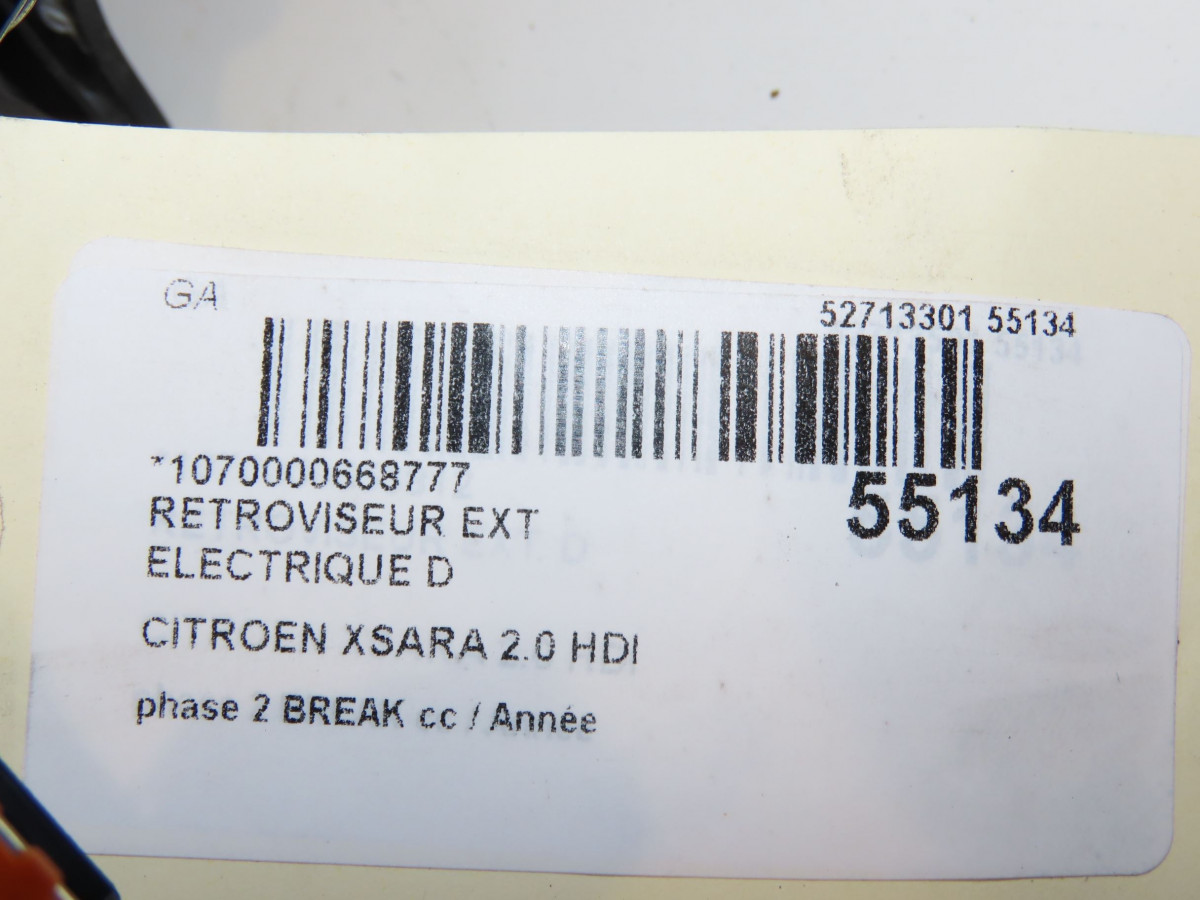 GA
52713301 55134
*1070000668777
55134
RETROVISEUR EXT
ELECTRIQUE D
CITROEN XSARA 2.0 HDI
phase 2 BREAK cc / Année